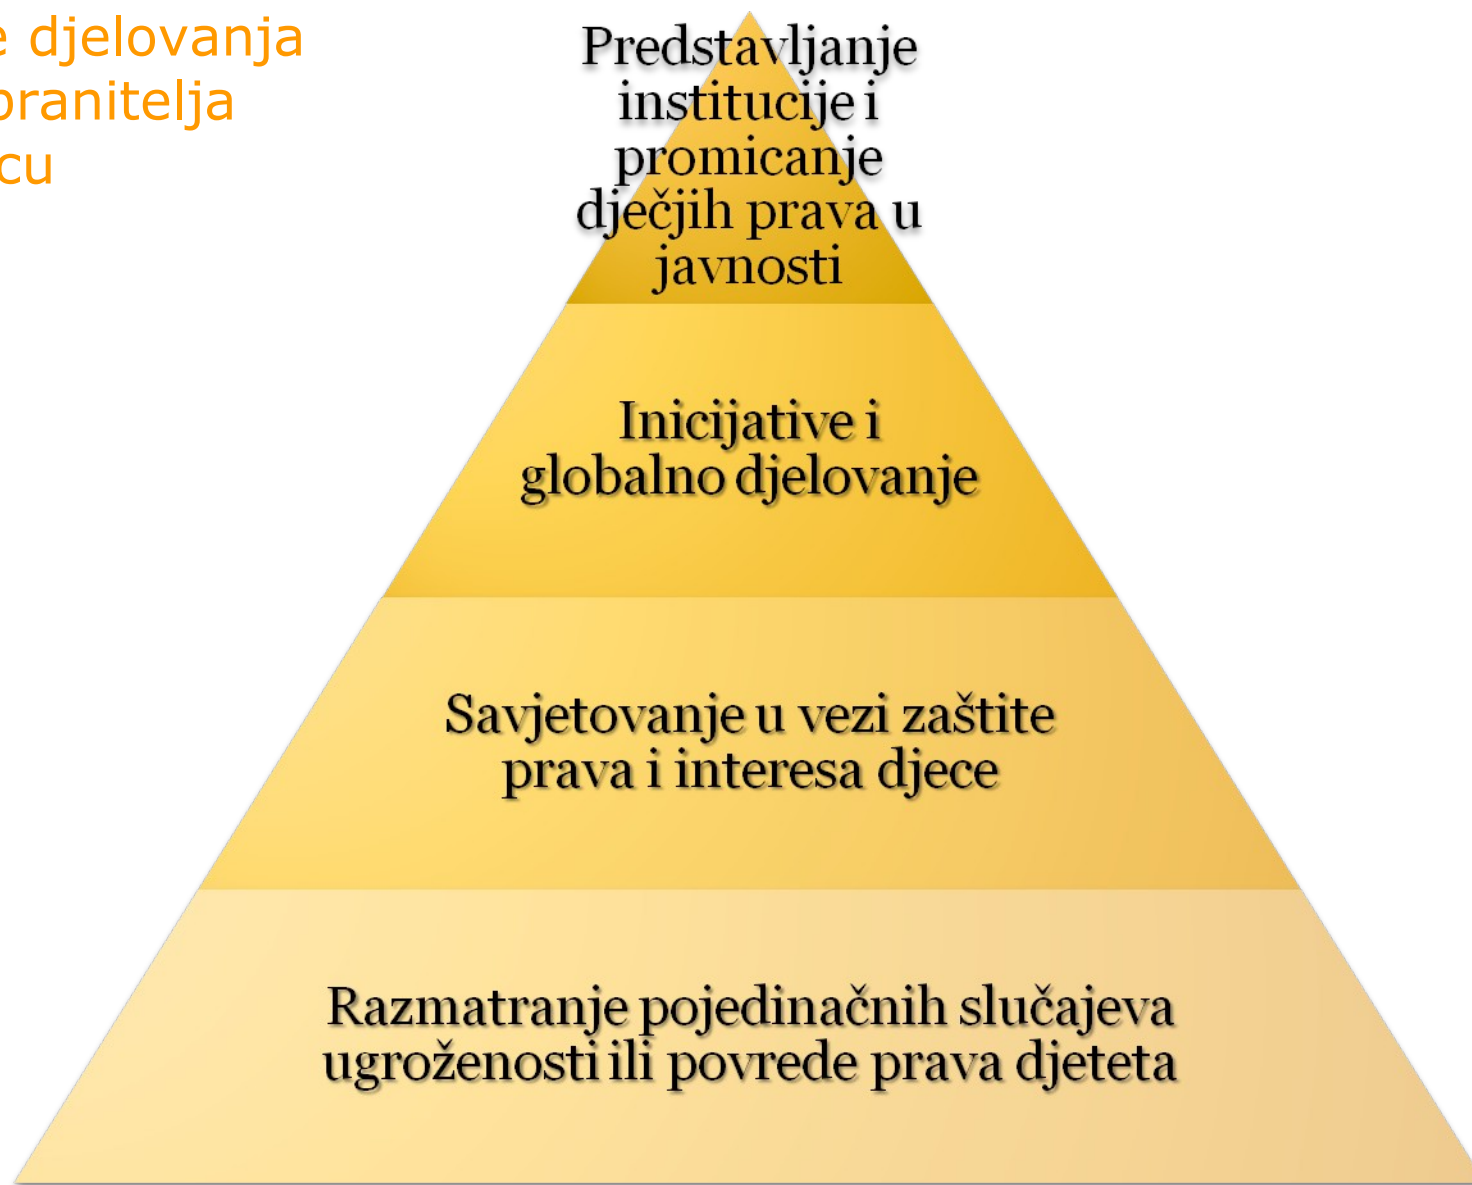 e djelovanja
branitelja
cu
Predstavljanje
institucije i
promicanje
dječjih prava u
javnosti
Inicijative i
globalno djelovanje
Savjetovanje u vezi zaštite
prava i interesa djece
Razmatranje pojedinačnih slučajeva
ugroženosti ili povrede prava djeteta